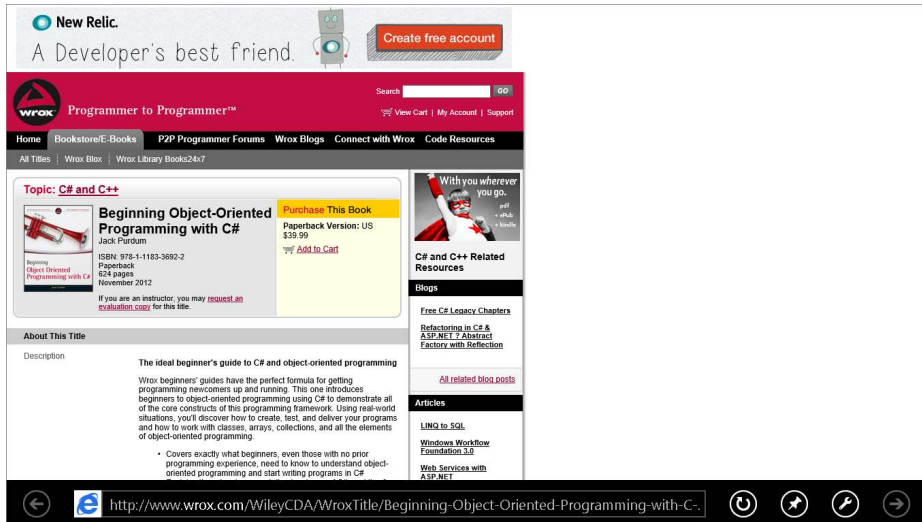 New Relic.
A Developer's best friend.
Create free account
wrox
Programmer to Programmer™
Search
GO
View Cart | My Account | Support
Home Bookstore/E-Books P2P Programmer Forums Wrox Blogs Connect with Wrox Code Resources
All Titles | Wrox Blox | Wrox Library Books24x7
Topic: C# and C++
Beginning
Object Oriented
Programming with C#
Beginning Object-Oriented
Programming with C#
Jack Purdum
ISBN: 978-1-1183-3692-2
Paperback
624 pages
November 2012
If you are an instructor, you may request an
evaluation copy for this title.
Purchase This Book
Paperback Version: US
$39.99
Add to Cart
About This Title
Description
The ideal beginner's guide to C# and object-oriented programming
Wrox beginners' guides have the perfect formula for getting
programming newcomers up and running. This one introduces
beginners to object-oriented programming using C# to demonstrate all
of the core constructs of this programming framework. Using real-world
situations, you'll discover how to create, test, and deliver your programs
and how to work with classes, arrays, collections, and all the elements
of object-oriented programming.
• Covers exactly what beginners, even those with no prior
programming experience, need to know to understand object-
oriented programming and start writing programs in C#
With you wherever
you go.
pdf
+ ePub
+ kindle
C# and C++ Related
Resources
Blogs
Free C# Legacy Chapters
Refactoring in C# &
ASP.NET ? Abstract
Factory with Reflection
All related blog posts
Articles
LINQ to SQL
Windows Workflow
Foundation 3.0
Web Services with
ASP.NET
http://www.wrox.com/WileyCDA/WroxTitle/Beginning-Object-Oriented-Programming-with-C-.